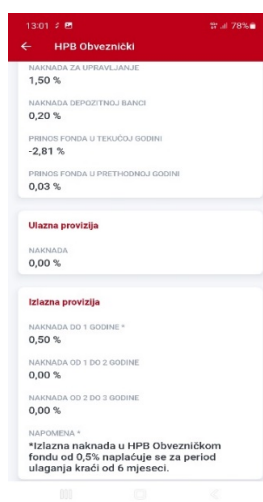 13:01
78%
← HPB Obveznički
NAKNADA ZA UPRAVLJANJE
1,50 %
NAKNADA DEPOZITNOJ BANCI
0,20 %
PRINOS FONDA U TEKUĆOJ GODINI
-2,81 %
PRINOS FONDA U PRETHODNOJ GODINI
0,03 %
Ulazna provizija
NAKNADA
0,00 %
Izlazna provizija
NAKNADA DO 1 GODINE *
0,50 %
NAKNADA OD 1 DO 2 GODINE
0,00 %
NAKNADA OD 2 DO 3 GODINE
0,00 %
NAPOMENA *
*Izlazna naknada u HPB Obvezničkom
fondu od 0,5% naplaćuje se za period
ulaganja kraći od 6 mjeseci.